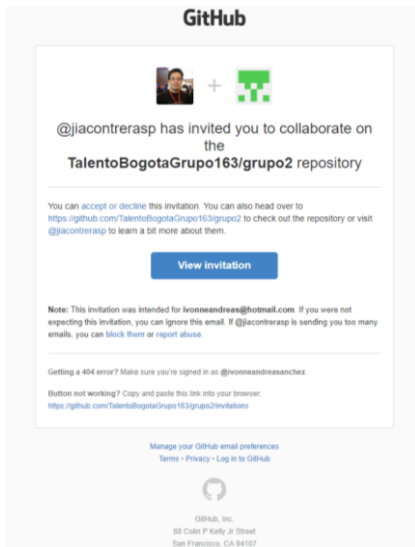 GitHub
@jiacontrerasp has invited you to collaborate on
the
TalentoBogotaGrupo163/grupo2 repository
You can accept or decline this invitation. You can also head over to
https://github.com/TalentoBogotaGrupo163/grupo2 to check out the repository or visit
@jiacontrerasp to learn a bit more about them.
View invitation
Note: This invitation was intended for ivonneandreas@hotmail.com. If you were not
expecting this invitation, you can ignore this email. If @jiacontrerasp is sending you too many
emails, you can block them or report abuse.
Getting a 404 error? Make sure you're signed in as @ivonneandreasanchez.
Button not working? Copy and paste this link into your browser:
https://github.com/TalentoBogotaGrupo163/grupo2/invitations
Manage your GitHub email preferences
Terms • Privacy • Log in to GitHub
GitHub, Inc.
88 Colin P Kelly Jr Street
San Francisco, CA 94107